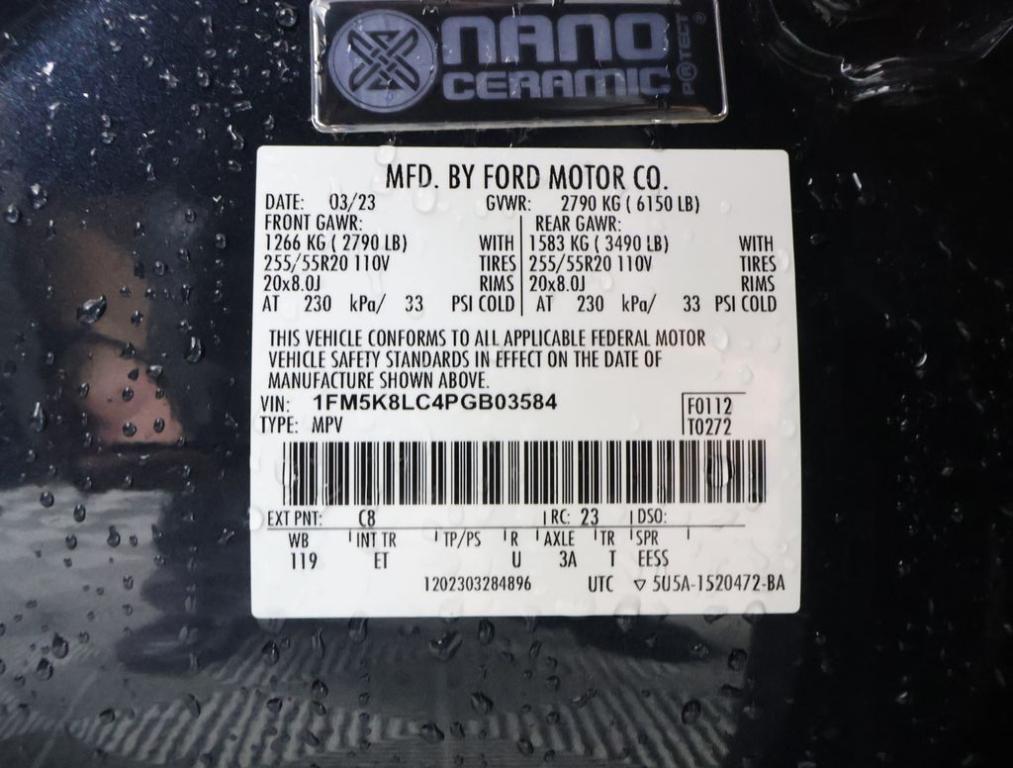 NANO
CERAMIC
PROTECT®
MFD. BY FORD MOTOR CO.
DATE: 03/23 GVWR: 2790 KG ( 6150 LB)
FRONT GAWR: REAR GAWR:
1266 KG ( 2790 LB) WITH 1583 KG ( 3490 LB) WITH
255/55R20 110V TIRES 255/55R20 110V TIRES
20x8.0J RIMS 20x8.0J RIMS
AT 230 kPa/ 33 PSI COLD AT 230 kPa/ 33 PSI COLD
THIS VEHICLE CONFORMS TO ALL APPLICABLE FEDERAL MOTOR
VEHICLE SAFETY STANDARDS IN EFFECT ON THE DATE OF
MANUFACTURE SHOWN ABOVE.
VIN: 1FM5K8LC4PGB03584 F0112
TYPE: MPV T0272
EXT PNT: C8 RC: 23 DSO:
WB INT TR TP/PS R AXLE TR SPR
119 ET U 3A T EESS
1202303284896 UTC ▽ 5U5A-1520472-BA